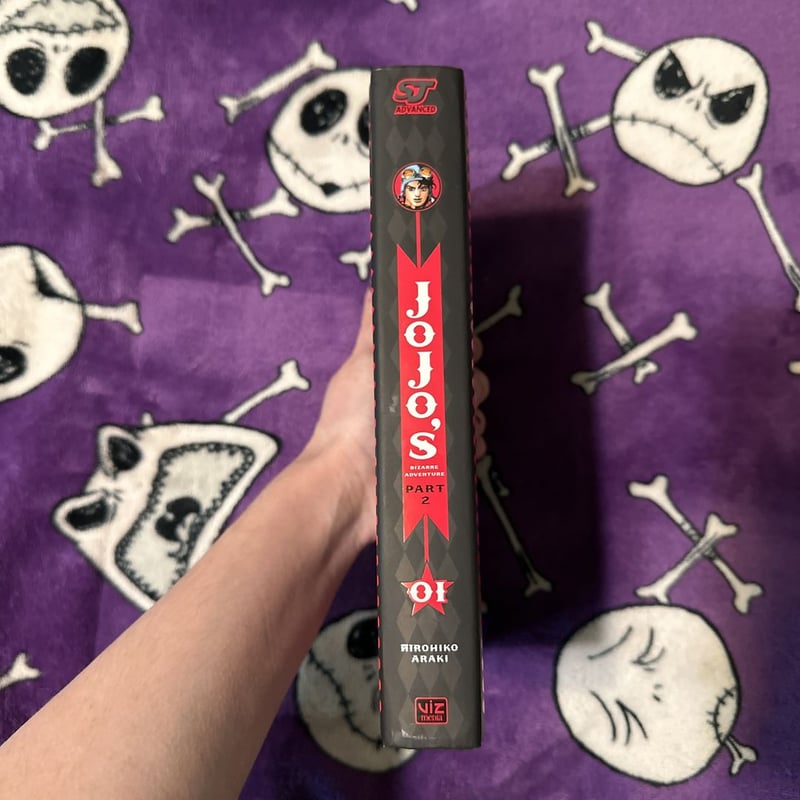 SJ
ADVANCED
JOJO'S
BIZARRE
ADVENTURE
PART
2
01
HIROHIKO
ARAKI
VIZ
media